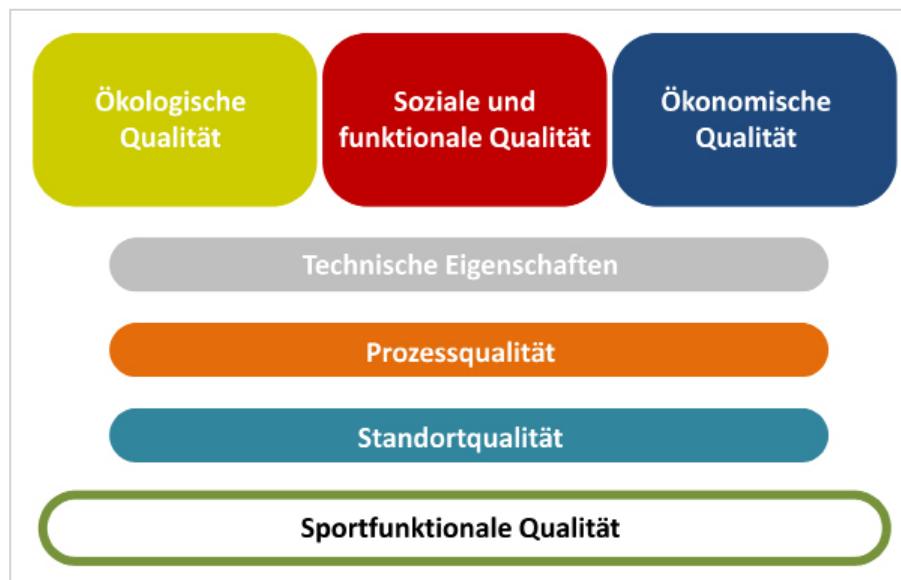 Ökologische
Qualität
Soziale und
funktionale Qualität
Ökonomische
Qualität
Technische Eigenschaften
Prozessqualität
Standortqualität
Sportfunktionale Qualität